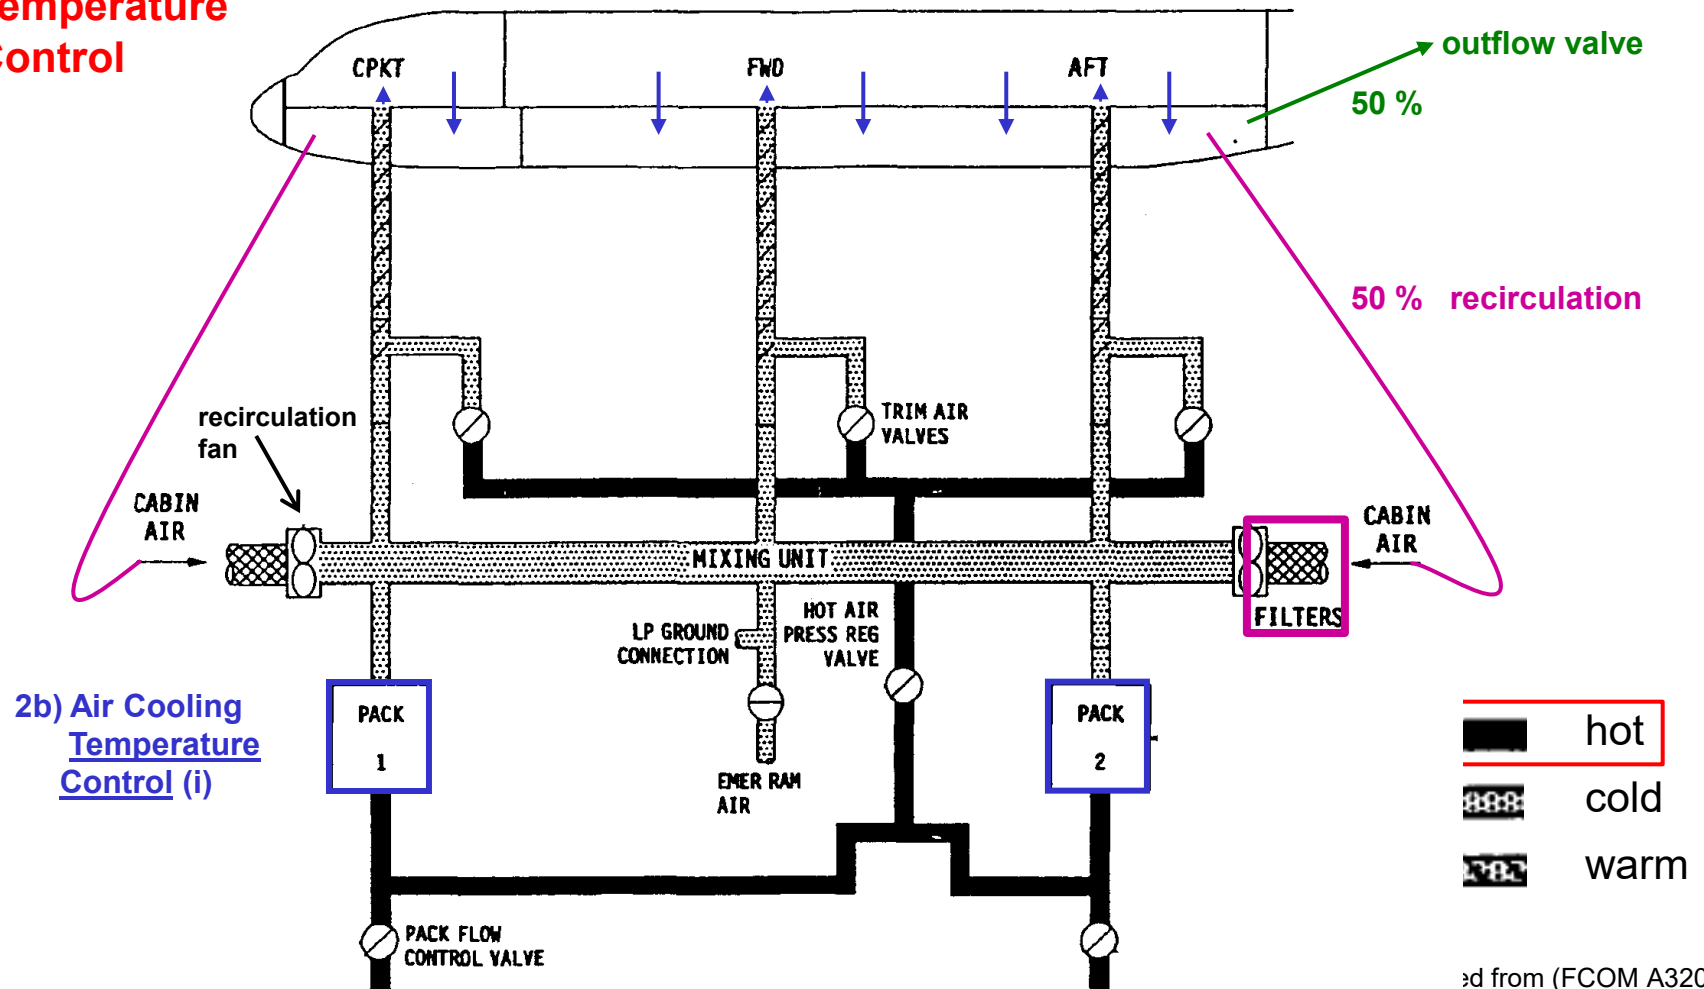 Temperature
Control
CPKT
FWD
AFT
outflow valve
50 %
50 % recirculation
recirculation
fan
TRIM AIR
VALVES
CABIN
AIR
CABIN
AIR
MIXING UNIT
FILTERS
LP GROUND
CONNECTION
HOT AIR
PRESS REG
VALVE
2b) Air Cooling
Temperature
Control (i)
PACK
1
EMER RAM
AIR
PACK
2
hot
cold
warm
PACK FLOW
CONTROL VALVE
ed from (FCOM A320